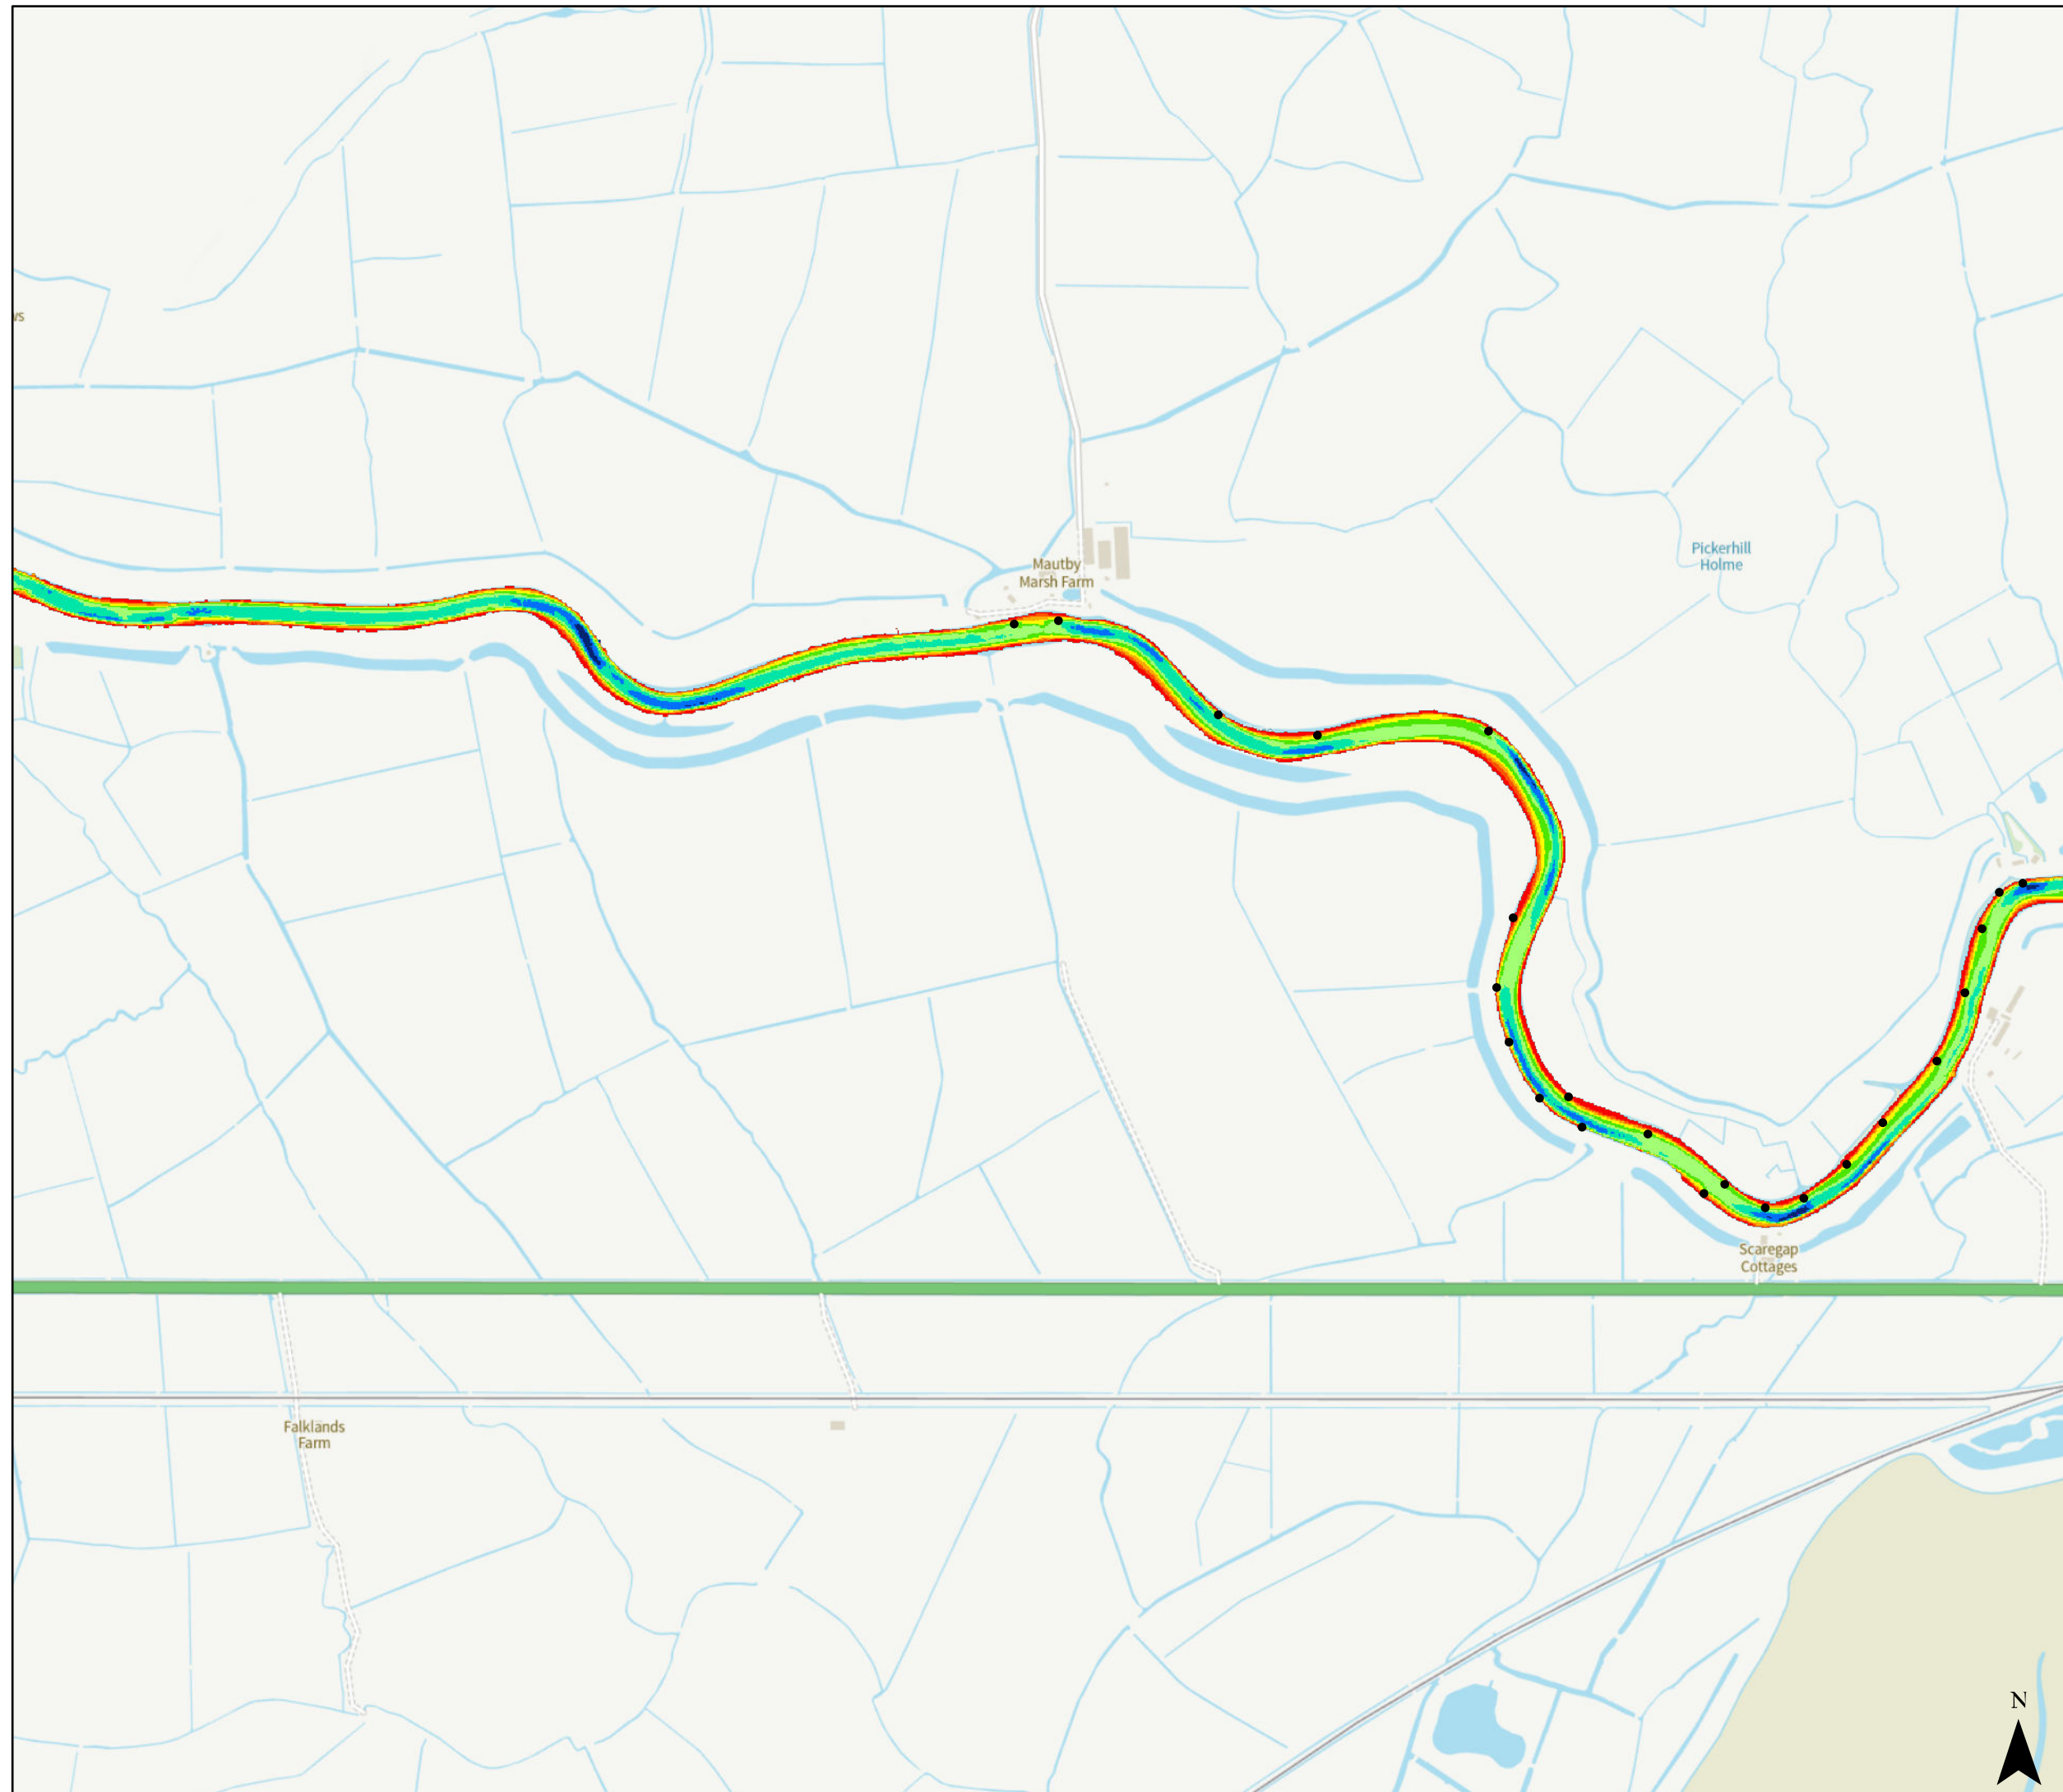 Pickerhill
Holme
Mautby
Marsh Farm
Scaregap
Cottages
Falklands
Farm
N